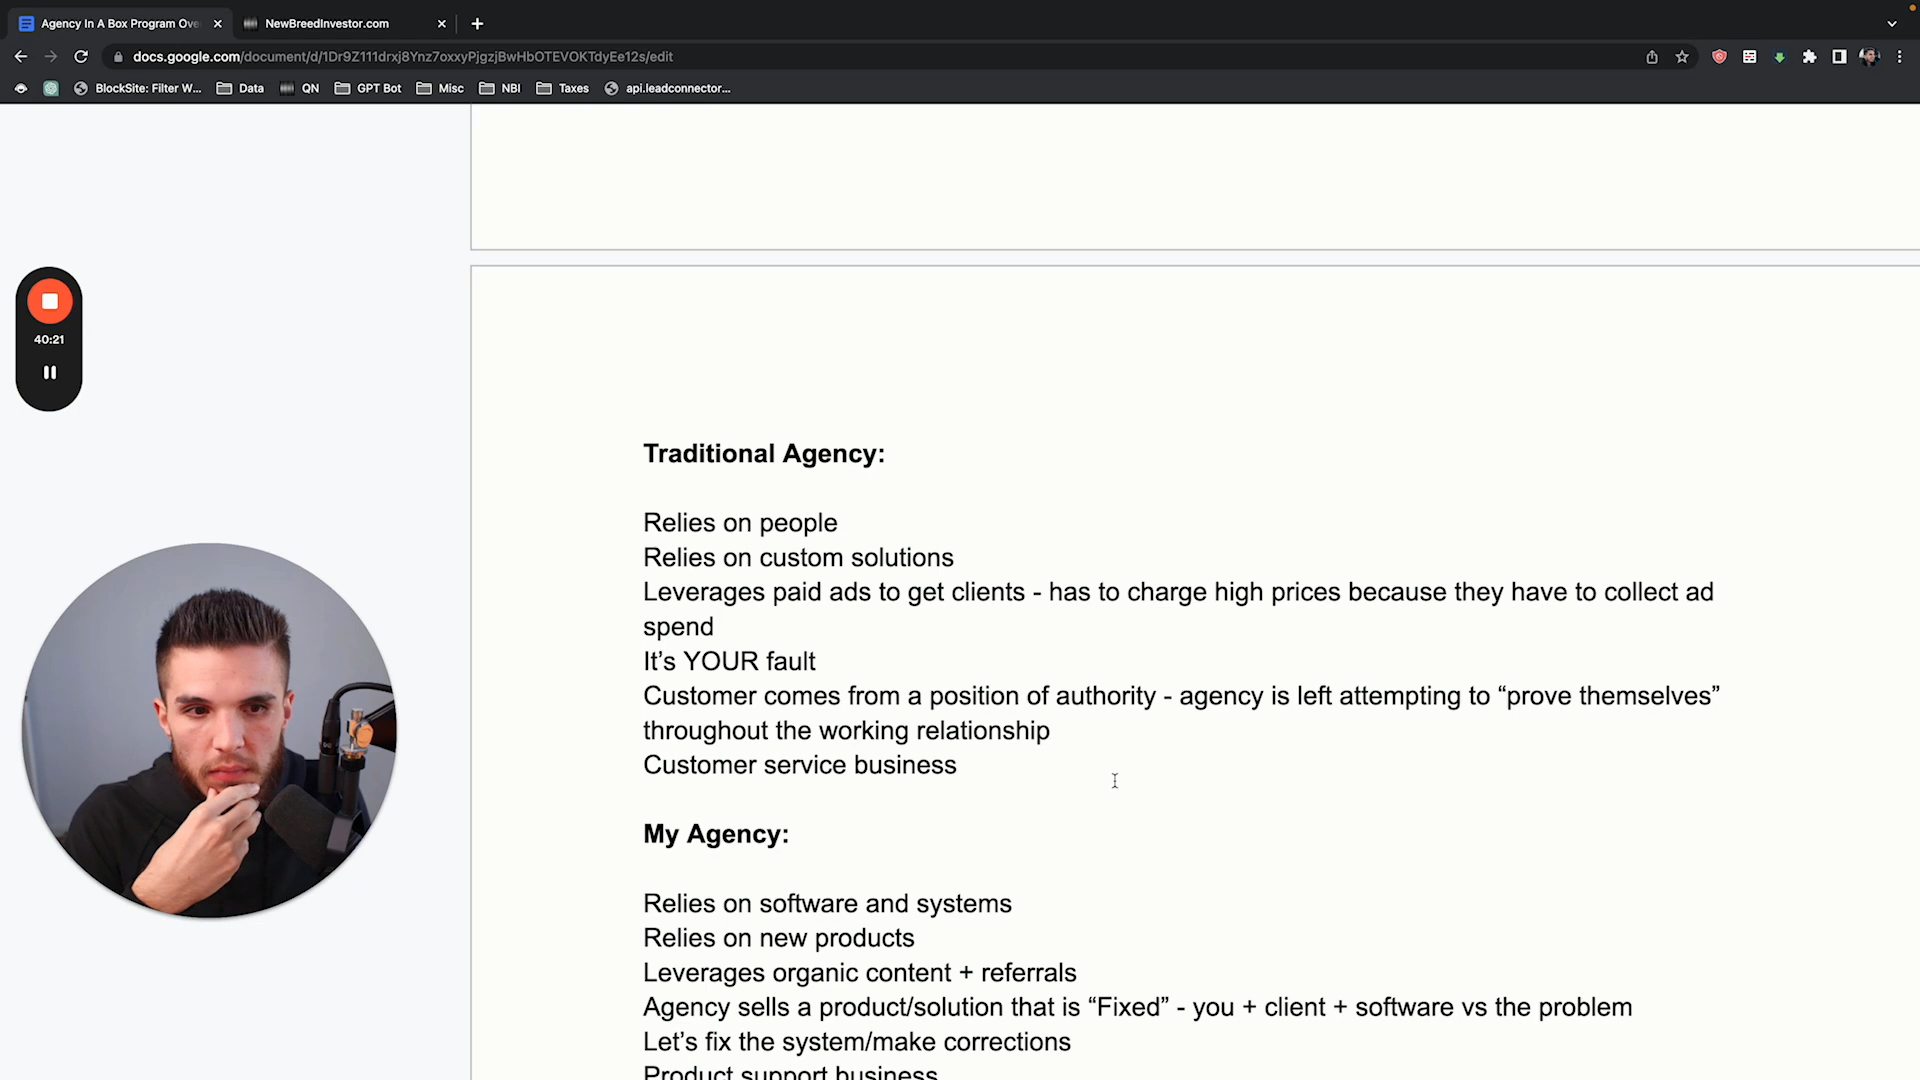 Agency In A Box Program Ove
NewBreedInvestor.com
docs.google.com/document/d/1Dr9Z111drxj8Ynz7oxxyPjgzjBwHbOTEVOKTdyEe12s/edit
BlockSite: Filter W...
Data
QN
GPT Bot
Misc
NBI
Taxes
api.leadconnector...
40:21
Traditional Agency:
Relies on people
Relies on custom solutions
Leverages paid ads to get clients - has to charge high prices because they have to collect ad
spend
It’s YOUR fault
Customer comes from a position of authority - agency is left attempting to “prove themselves”
throughout the working relationship
Customer service business
My Agency:
Relies on software and systems
Relies on new products
Leverages organic content + referrals
Agency sells a product/solution that is “Fixed” - you + client + software vs the problem
Let’s fix the system/make corrections
Product support business